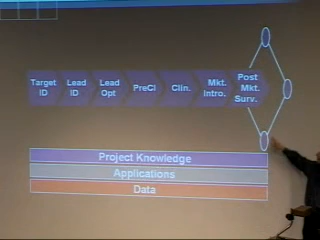 Target ID
Lead ID
Lead Opt
PreCl
Clin.
Mkt. Intro.
Post Mkt. Surv.
Project Knowledge
Applications
Data